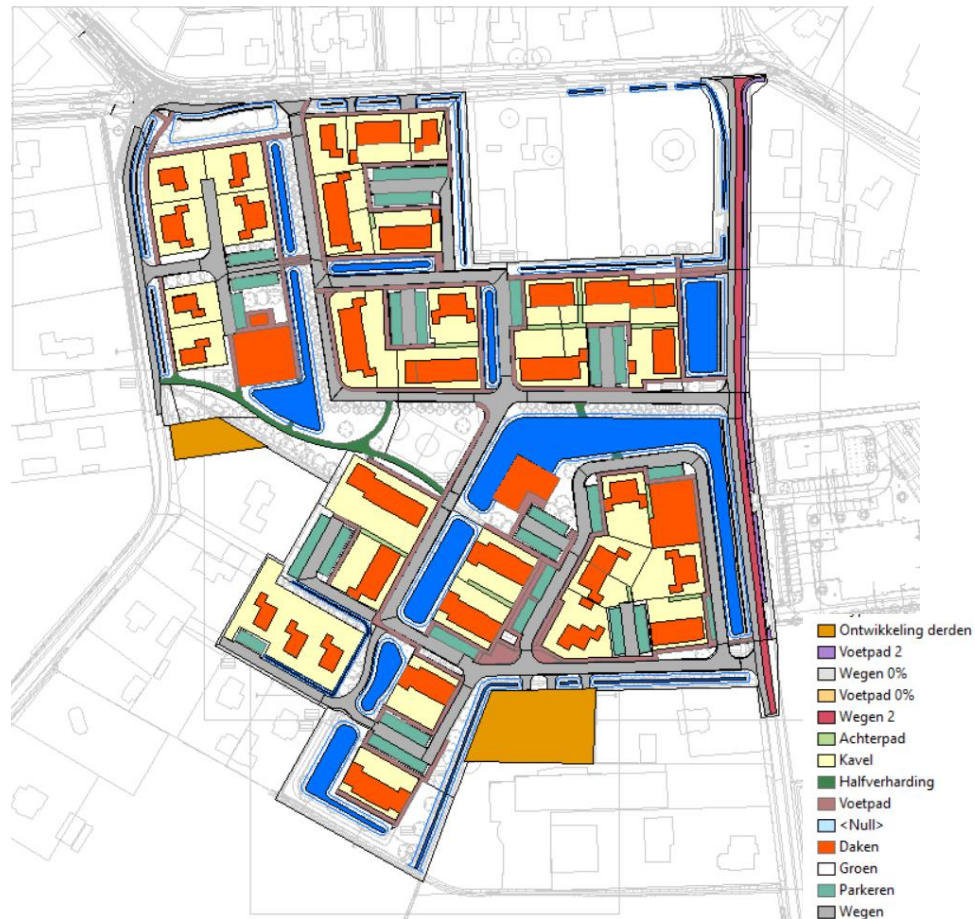 Ontwikkeling derden
Voetpad 2
Wegen 0%
Voetpad 0%
Wegen 2
Achterpad
Kavel
Halfverharding
Voetpad
<Null>
Daken
Groen
Parkeren
Wegen